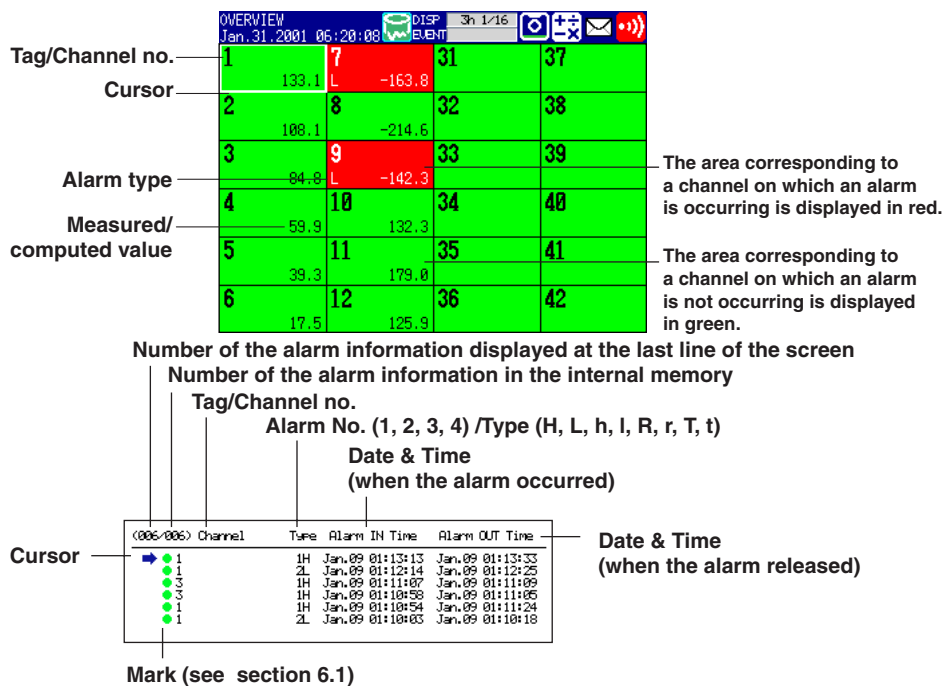 OVERVIEW
Jan.31.2001 06:20:08
DISP
EVENT
3h 1/16
Tag/Channel no.
Cursor
Alarm type
Measured/
computed value
1 7 31 37
133.1 L -163.8
2 8 32 38
108.1 -214.6
3 9 33 39
84.8 L -142.3
4 10 34 40
59.9 132.3
5 11 35 41
39.3 179.0
6 12 36 42
17.5 125.9
The area corresponding to
a channel on which an alarm
is occurring is displayed in red.
The area corresponding to
a channel on which an alarm
is not occurring is displayed
in green.
Number of the alarm information displayed at the last line of the screen
Number of the alarm information in the internal memory
Tag/Channel no.
Alarm No. (1, 2, 3, 4) /Type (H, L, h, l, R, r, T, t)
Date & Time
(when the alarm occurred)
(006/006) Channel Type Alarm IN Time Alarm OUT Time
1 1H Jan.09 01:13:13 Jan.09 01:13:33
1 2L Jan.09 01:12:14 Jan.09 01:12:25
3 1H Jan.09 01:11:07 Jan.09 01:11:09
3 1H Jan.09 01:10:58 Jan.09 01:11:05
1 1H Jan.09 01:10:54 Jan.09 01:11:24
1 2L Jan.09 01:10:03 Jan.09 01:10:18
Cursor
Date & Time
(when the alarm released)
Mark (see section 6.1)